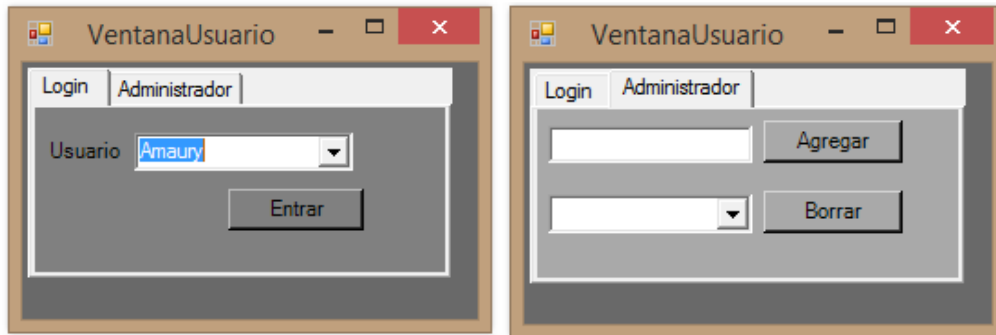 VentanaUsuario
Login Administrador
Usuario Amaury
Entrar
VentanaUsuario
Login Administrador
Agregar
Borrar